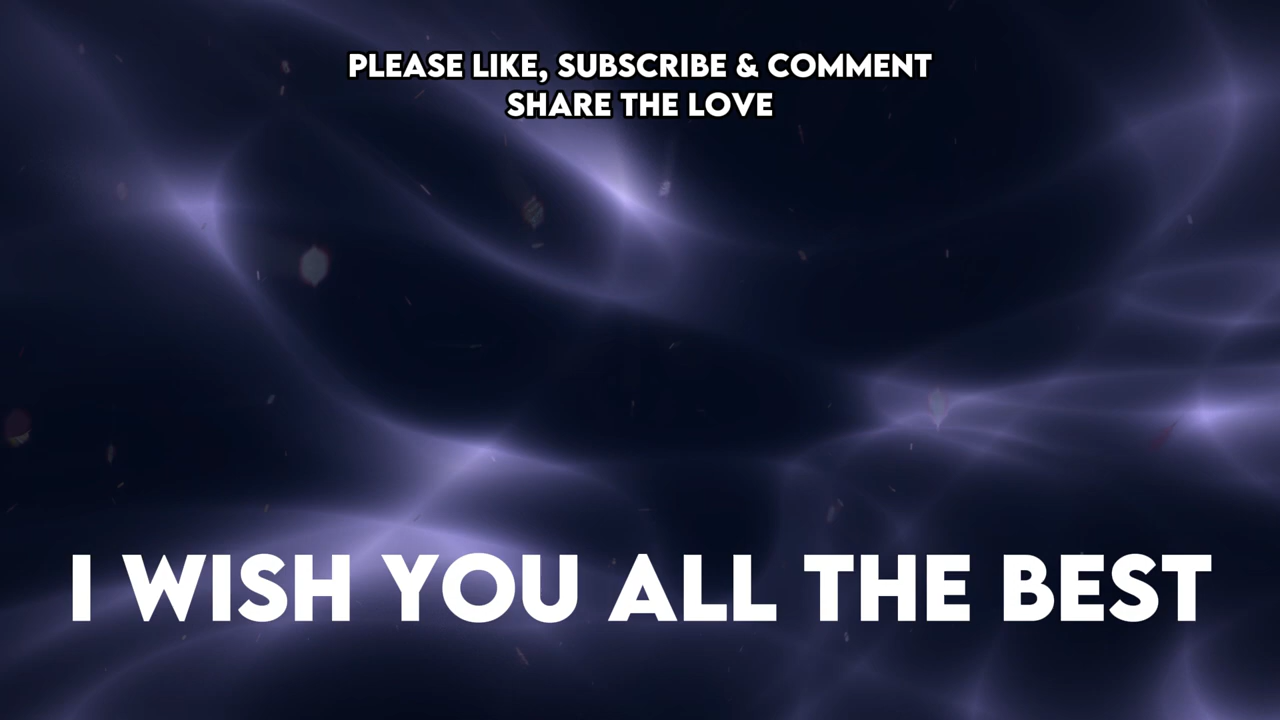 PLEASE LIKE, SUBSCRIBE & COMMENT
SHARE THE LOVE
I WISH YOU ALL THE BEST